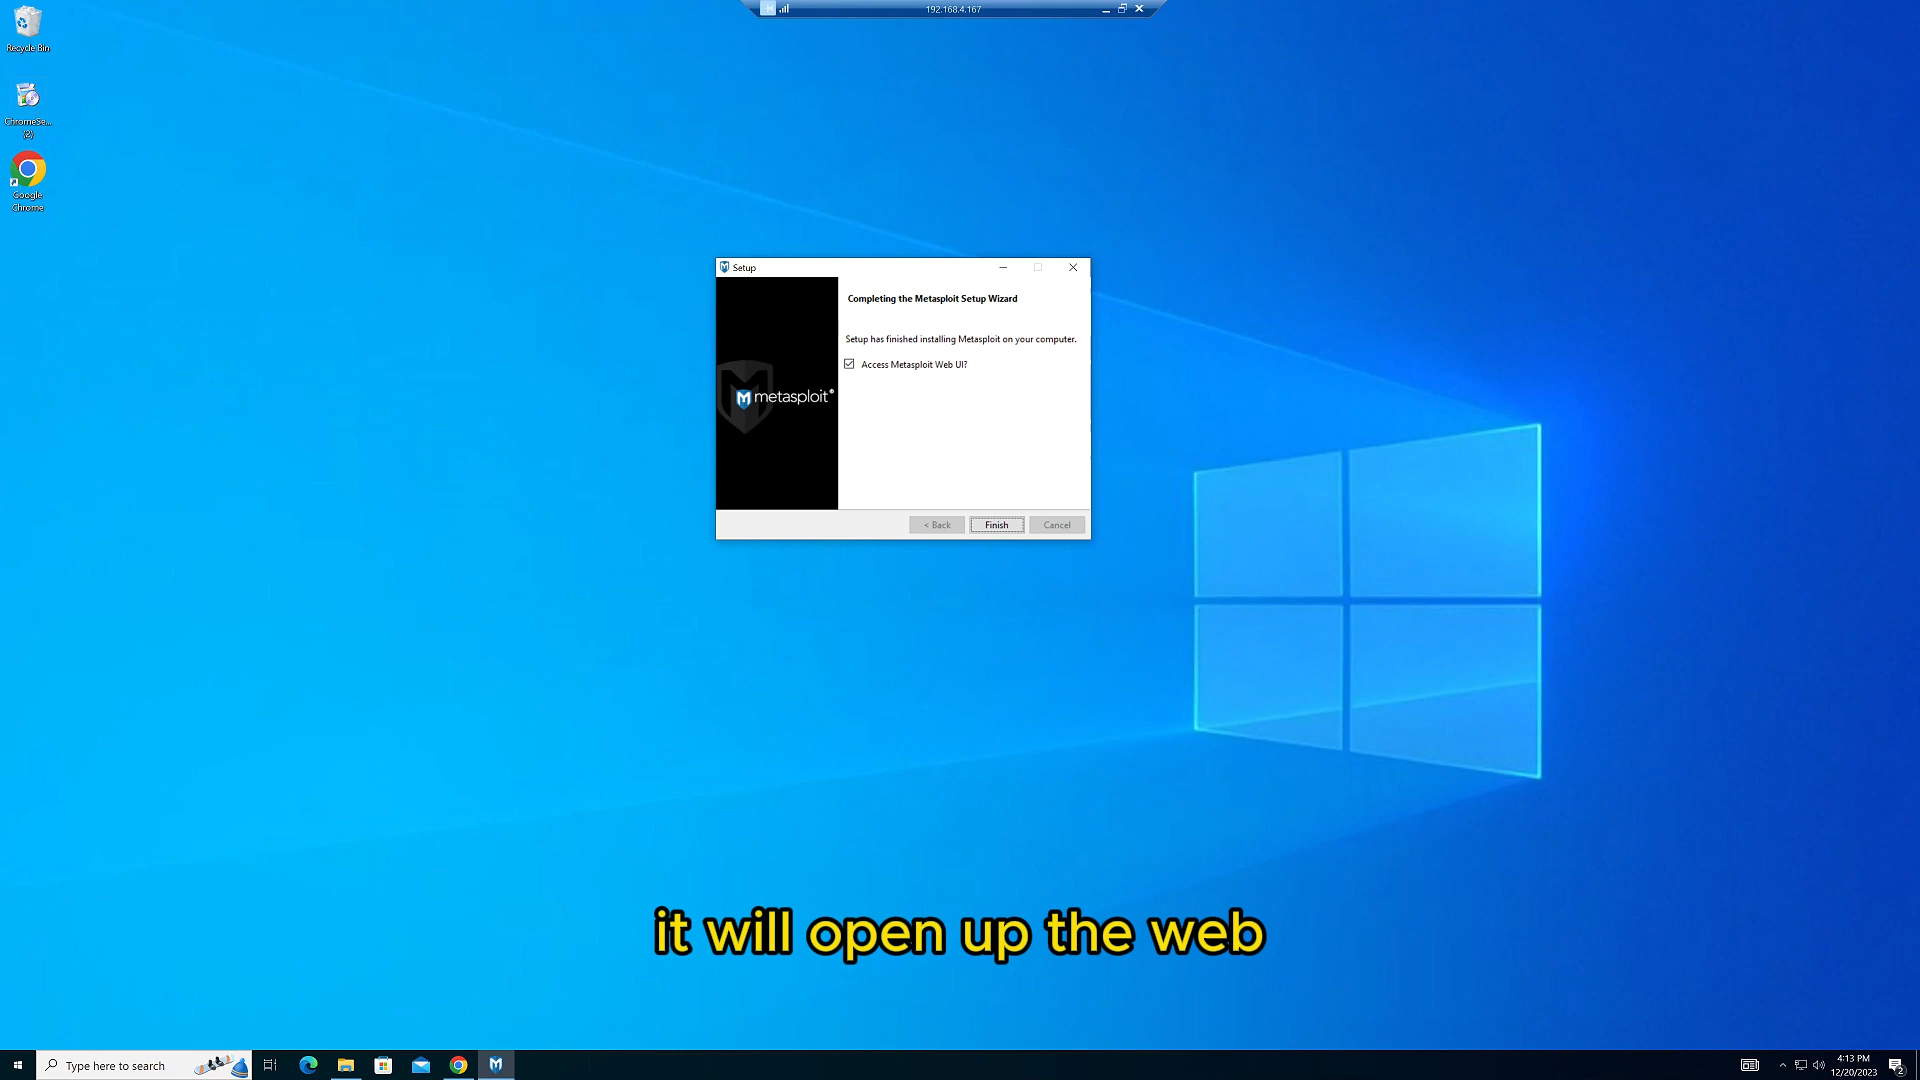 192.168.4.167
Recycle Bin
ChromeSe...
(2)
Google
Chrome
Setup
Completing the Metasploit Setup Wizard
Setup has finished installing Metasploit on your computer.
Access Metasploit Web UI?
metasploit®
< Back
Finish
Cancel
it will open up the web
Type here to search
4:13 PM
12/20/2023
2